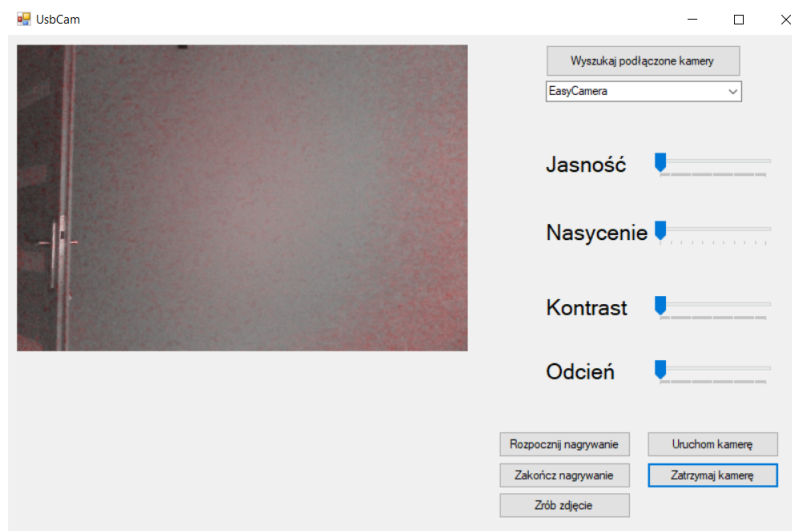 UsbCam
Wyszukaj podłączone kamery
EasyCamera
Jasność
Nasycenie
Kontrast
Odcień
Rozpocznij nagrywanie
Uruchom kamerę
Zakończ nagrywanie
Zatrzymaj kamerę
Zrób zdjęcie